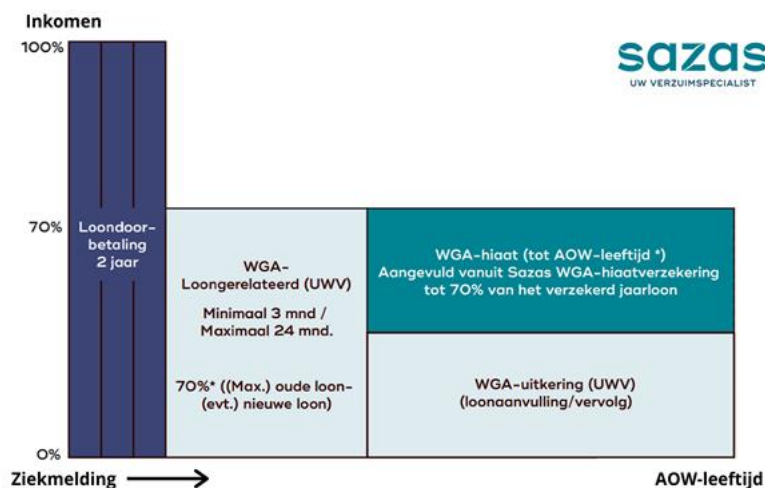 Inkomen
100%
sazas
UW VERZUIMSPECIALIST
70%
Loondoor-
betaling
2 jaar
WGA-
Loongerelateerd (UWV)
Minimaal 3 mnd /
Maximaal 24 mnd.
70%* ((Max.) oude loon-
(evt.) nieuwe loon)
WGA-hiaat (tot AOW-leeftijd *)
Aangevuld vanuit Sazas WGA-hiaatverzekering
tot 70% van het verzekerd jaarloon
WGA-uitkering (UWV)
(loonaanvulling/vervolg)
0%
Ziekmelding
AOW-leeftijd